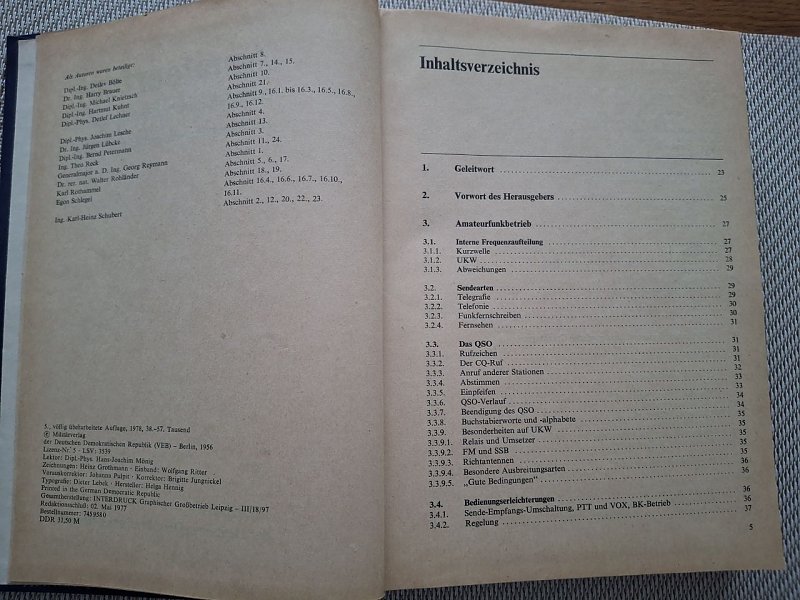 Als Autoren waren beteiligt:
Dipl.-Ing. Detlev Bölte Abschnitt 8.
Dr. Ing. Harry Brauer Abschnitt 7., 14., 15.
Dipl.-Ing. Michael Knietzsch Abschnitt 10.
Dipl.-Ing. Hartmut Kuhnt Abschnitt 21.
Dipl.-Phys. Detlef Lechner Abschnitt 9., 16.1. bis 16.3., 16.5., 16.8.,
16.9., 16.12.
Dipl.-Phys. Joachim Lesche Abschnitt 4.
Dr. Ing. Jürgen Lübcke Abschnitt 13.
Dipl.-Ing. Bernd Petermann Abschnitt 3.
Ing. Theo Reck Abschnitt 11., 24.
Generalmajor a. D. Ing. Georg Reymann Abschnitt 1.
Dr. rer. nat. Walter Rohländer Abschnitt 5., 6., 17.
Karl Rothammel Abschnitt 18., 19.
Egon Schlegel Abschnitt 16.4., 16.6., 16.7., 16.10.,
16.11.
Ing. Karl-Heinz Schubert Abschnitt 2., 12., 20., 22., 23.
5., völlig überarbeitete Auflage, 1978, 38.–57. Tausend
© Militärverlag
der Deutschen Demokratischen Republik (VEB) – Berlin, 1956
Lizenz-Nr. 5 · LSV: 3539
Lektor: Dipl.-Phys. Hans-Joachim Mönig
Zeichnungen: Heinz Grothmann · Einband: Wolfgang Ritter
Vorauskorrektor: Johanna Pulpit · Korrektor: Brigitte Jungnickel
Typografie: Dieter Lebek · Hersteller: Helga Hennig
Printed in the German Democratic Republic
Gesamtherstellung: INTERDRUCK Graphischer Großbetrieb Leipzig – III/18/97
Redaktionsschluß: 02. Mai 1977
Bestellnummer: 7459580
DDR 31,50 M
Inhaltsverzeichnis
1. Geleitwort 23
2. Vorwort des Herausgebers 25
3. Amateurfunkbetrieb 27
3.1. Interne Frequenzaufteilung 27
3.1.1. Kurzwelle 27
3.1.2. UKW 28
3.1.3. Abweichungen 29
3.2. Sendearten 29
3.2.1. Telegrafie 29
3.2.2. Telefonie 30
3.2.3. Funkfernschreiben 30
3.2.4. Fernsehen 31
3.3. Das QSO 31
3.3.1. Rufzeichen 31
3.3.2. Der CQ-Ruf 31
3.3.3. Anruf anderer Stationen 32
3.3.4. Abstimmen 33
3.3.5. Einpfeifen 33
3.3.6. QSO-Verlauf 34
3.3.7. Beendigung des QSO 34
3.3.8. Buchstabierworte und -alphabete 35
3.3.9. Besonderheiten auf UKW 35
3.3.9.1. Relais und Umsetzer 35
3.3.9.2. FM und SSB 35
3.3.9.3. Richtantennen 35
3.3.9.4. Besondere Ausbreitungsarten 36
3.3.9.5. „Gute Bedingungen" 36
3.4. Bedienungserleichterungen 36
3.4.1. Sende-Empfangs-Umschaltung, PTT und VOX, BK-Betrieb 36
3.4.2. Regelung 37
5